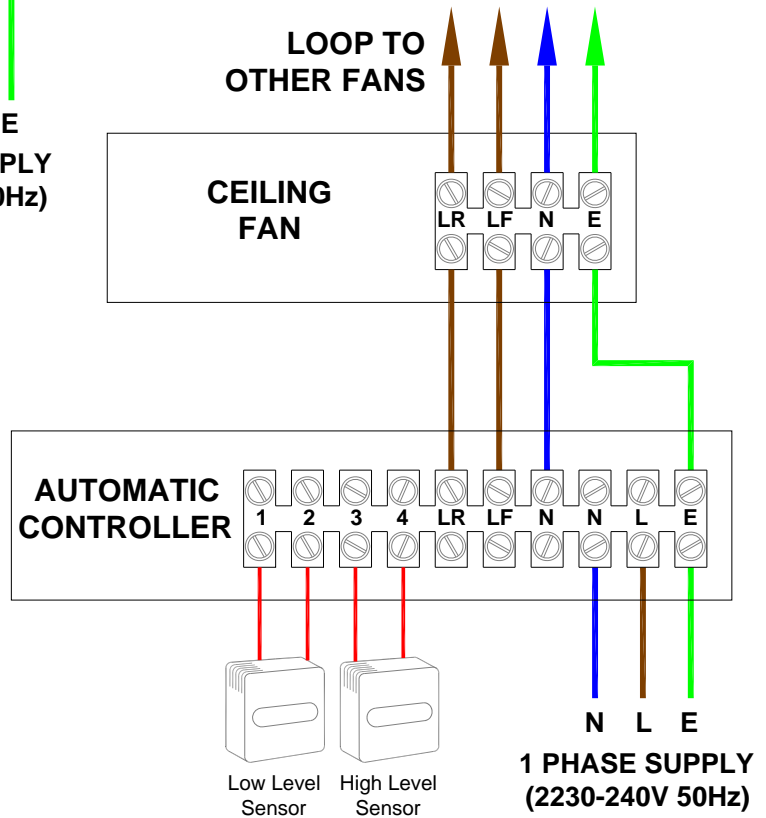 LOOP TO
OTHER FANS
E
PLY
0Hz)
CEILING
FAN
LR LF N E
AUTOMATIC
CONTROLLER
1 2 3 4 LR LF N N L E
Low Level
Sensor
High Level
Sensor
N L E
1 PHASE SUPPLY
(2230-240V 50Hz)